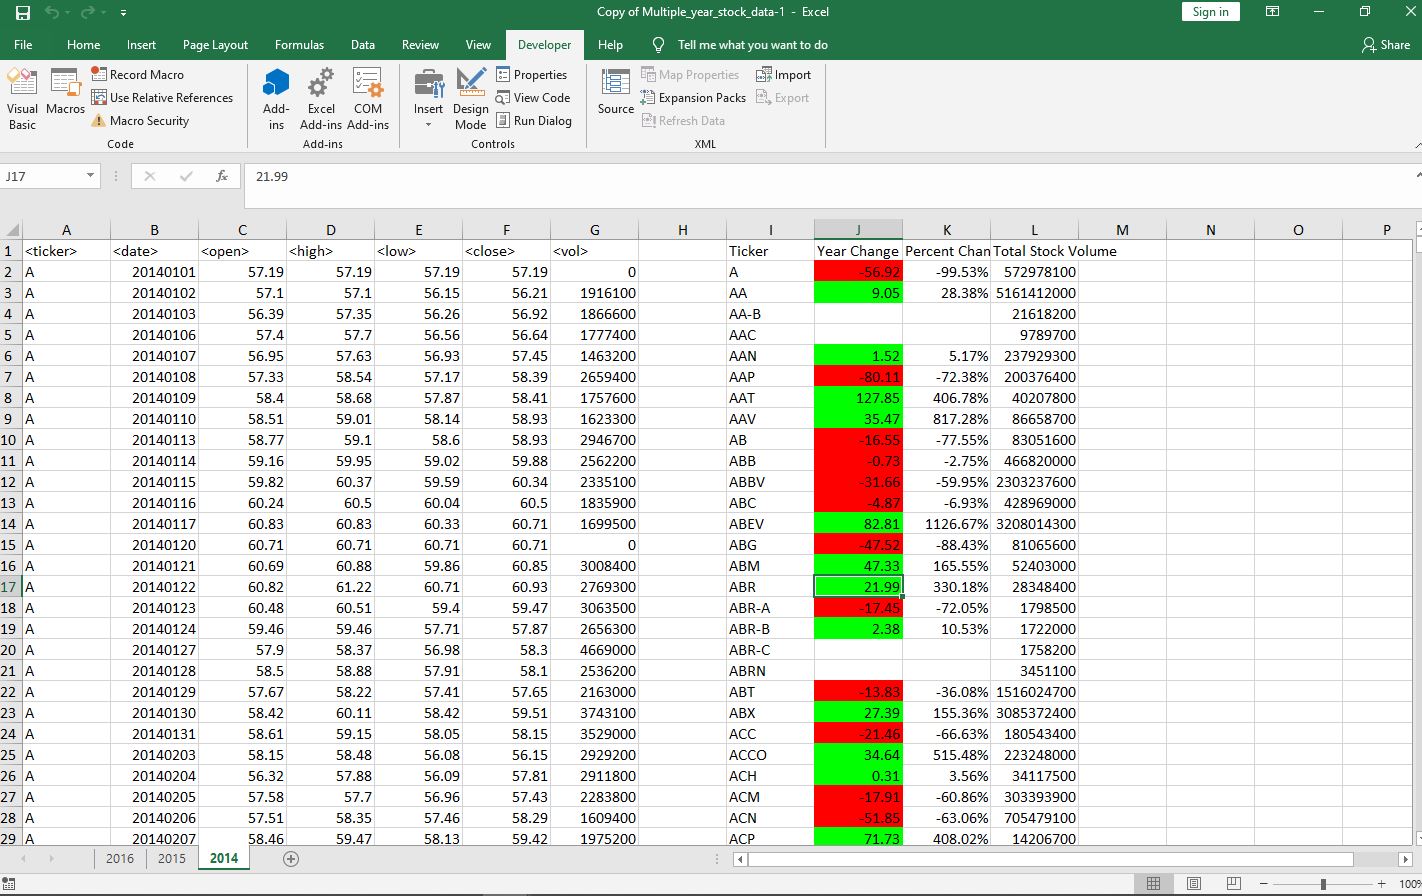 Copy of Multiple_year_stock_data-1 - Excel Sign in
File Home Insert Page Layout Formulas Data Review View Developer Help Tell me what you want to do Share
Visual Basic
Macros
Record Macro
Use Relative References
Macro Security
Code
Add-ins
Excel Add-ins
COM Add-ins
Add-ins
Insert
Design Mode
Properties
View Code
Run Dialog
Controls
Source
Map Properties
Expansion Packs
Refresh Data
Import
Export
XML
J17 fx 21.99
A B C D E F G H I J K L M N O P
1 <ticker> <date> <open> <high> <low> <close> <vol> Ticker Year Change Percent Chan Total Stock Volume
2 A 20140101 57.19 57.19 57.19 57.19 0 A -56.92 -99.53% 572978100
3 A 20140102 57.1 57.1 56.15 56.21 1916100 AA 9.05 28.38% 5161412000
4 A 20140103 56.39 57.35 56.26 56.92 1866600 AA-B 21618200
5 A 20140106 57.4 57.7 56.56 56.64 1777400 AAC 9789700
6 A 20140107 56.95 57.63 56.93 57.45 1463200 AAN 1.52 5.17% 237929300
7 A 20140108 57.33 58.54 57.17 58.39 2659400 AAP -80.11 -72.38% 200376400
8 A 20140109 58.4 58.68 57.87 58.41 1757600 AAT 127.85 406.78% 40207800
9 A 20140110 58.51 59.01 58.14 58.93 1623300 AAV 35.47 817.28% 86658700
10 A 20140113 58.77 59.1 58.6 58.93 2946700 AB -16.55 -77.55% 83051600
11 A 20140114 59.16 59.95 59.02 59.88 2562200 ABB -0.73 -2.75% 466820000
12 A 20140115 59.82 60.37 59.59 60.34 2335100 ABBV -31.66 -59.95% 2303237600
13 A 20140116 60.24 60.5 60.04 60.5 1835900 ABC -4.87 -6.93% 428969000
14 A 20140117 60.83 60.83 60.33 60.71 1699500 ABEV 82.81 1126.67% 3208014300
15 A 20140120 60.71 60.71 60.71 60.71 0 ABG -47.52 -88.43% 81065600
16 A 20140121 60.69 60.88 59.86 60.85 3008400 ABM 47.33 165.55% 52403000
17 A 20140122 60.82 61.22 60.71 60.93 2769300 ABR 21.99 330.18% 28348400
18 A 20140123 60.48 60.51 59.4 59.47 3063500 ABR-A -17.45 -72.05% 1798500
19 A 20140124 59.46 59.46 57.71 57.87 2656300 ABR-B 2.38 10.53% 1722000
20 A 20140127 57.9 58.37 56.98 58.3 4669000 ABR-C 1758200
21 A 20140128 58.5 58.88 57.91 58.1 2536200 ABRN 3451100
22 A 20140129 57.67 58.22 57.41 57.65 2163000 ABT -13.83 -36.08% 1516024700
23 A 20140130 58.42 60.11 58.42 59.51 3743100 ABX 27.39 155.36% 3085372400
24 A 20140131 58.61 59.15 58.05 58.15 3529000 ACC -21.46 -66.63% 180543400
25 A 20140203 58.15 58.48 56.08 56.15 2929200 ACCO 34.64 515.48% 223248000
26 A 20140204 56.32 57.88 56.09 57.81 2911800 ACH 0.31 3.56% 34117500
27 A 20140205 57.58 57.7 56.96 57.43 2283800 ACM -17.91 -60.86% 303393900
28 A 20140206 57.51 58.35 57.46 58.29 1609400 ACN -51.85 -63.06% 705479100
29 A 20140207 58.46 59.47 58.13 59.42 1975200 ACP 71.73 408.02% 14206700
2016 2015 2014
100%